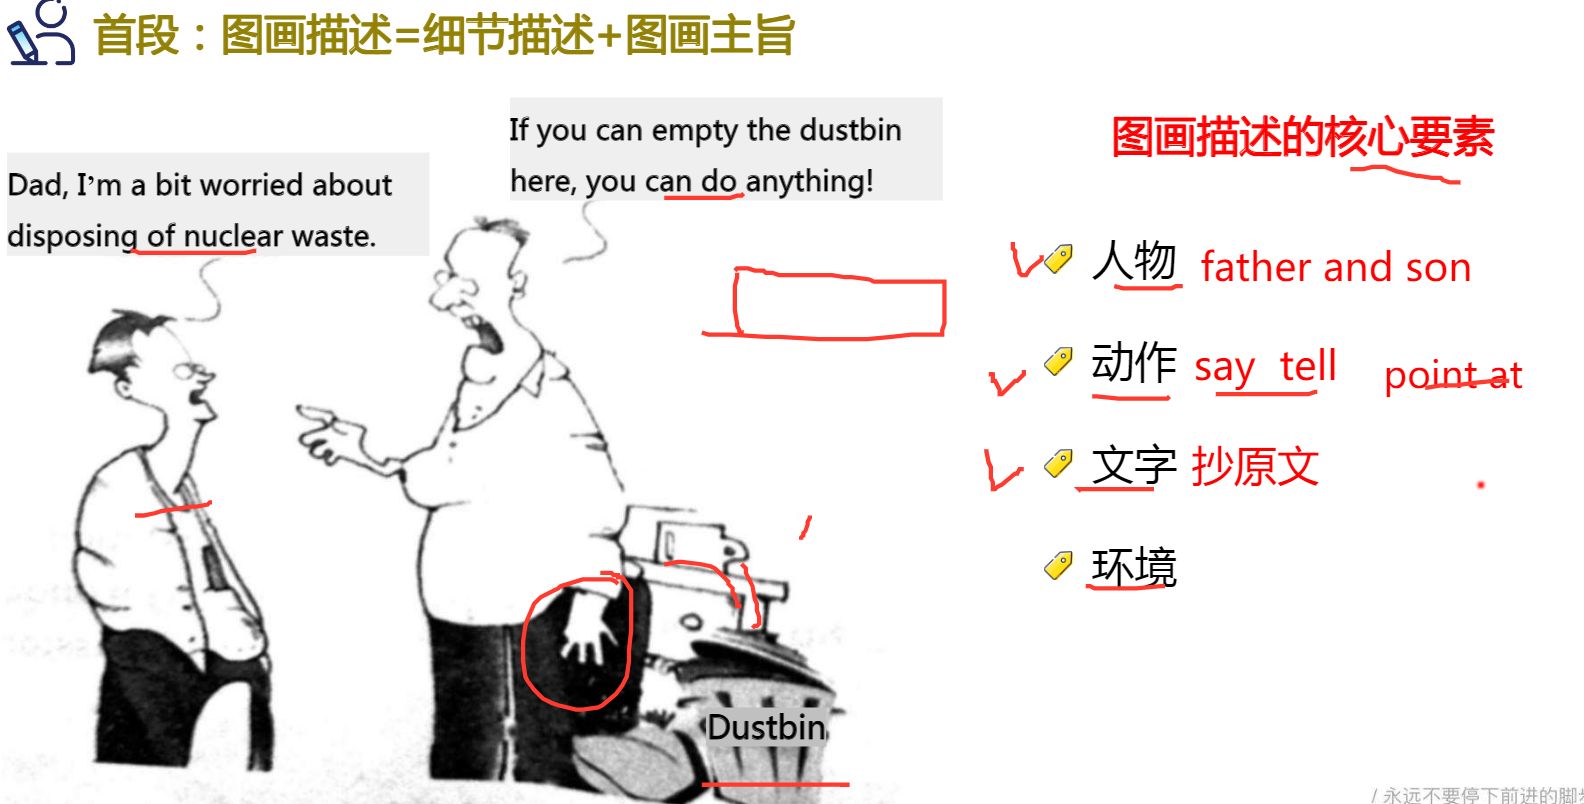 首段：图画描述=细节描述+图画主旨
If you can empty the dustbin
here, you can do anything!
Dad, I’m a bit worried about
disposing of nuclear waste.
图画描述的核心要素
人物 father and son
动作 say tell point at
文字 抄原文
环境
Dustbin
/ 永远不要停下前进的脚